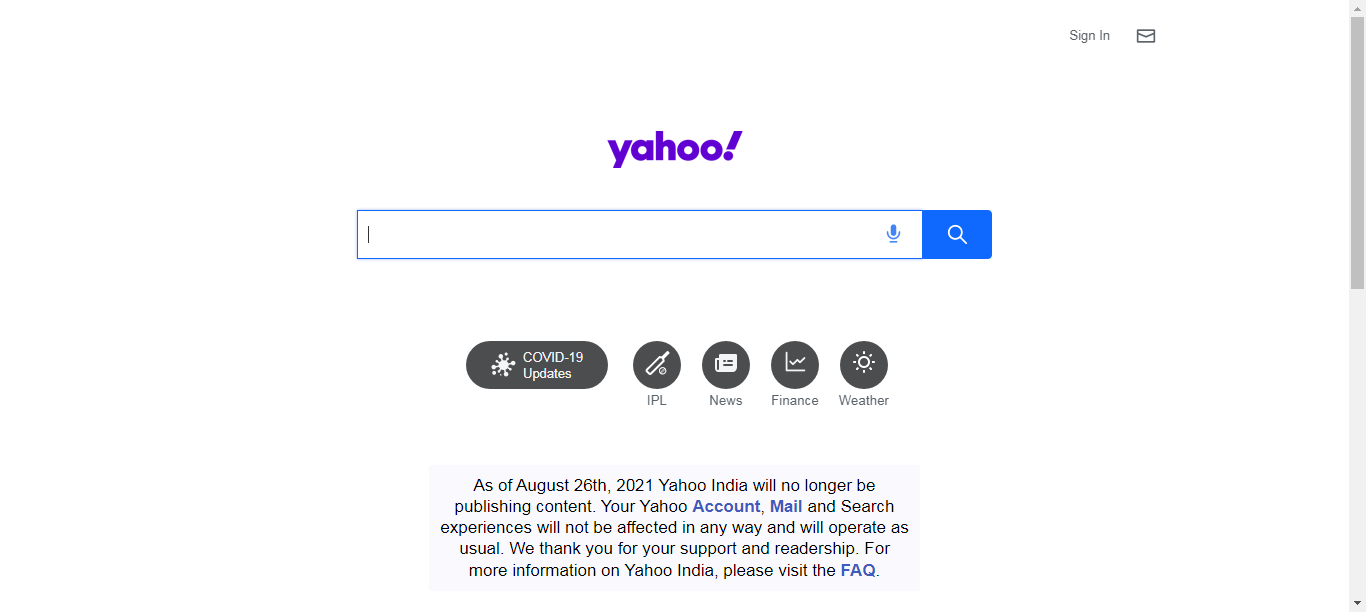 Sign In
yahoo!
COVID-19
Updates
IPL
News
Finance
Weather
As of August 26th, 2021 Yahoo India will no longer be
publishing content. Your Yahoo Account, Mail and Search
experiences will not be affected in any way and will operate as
usual. We thank you for your support and readership. For
more information on Yahoo India, please visit the FAQ.